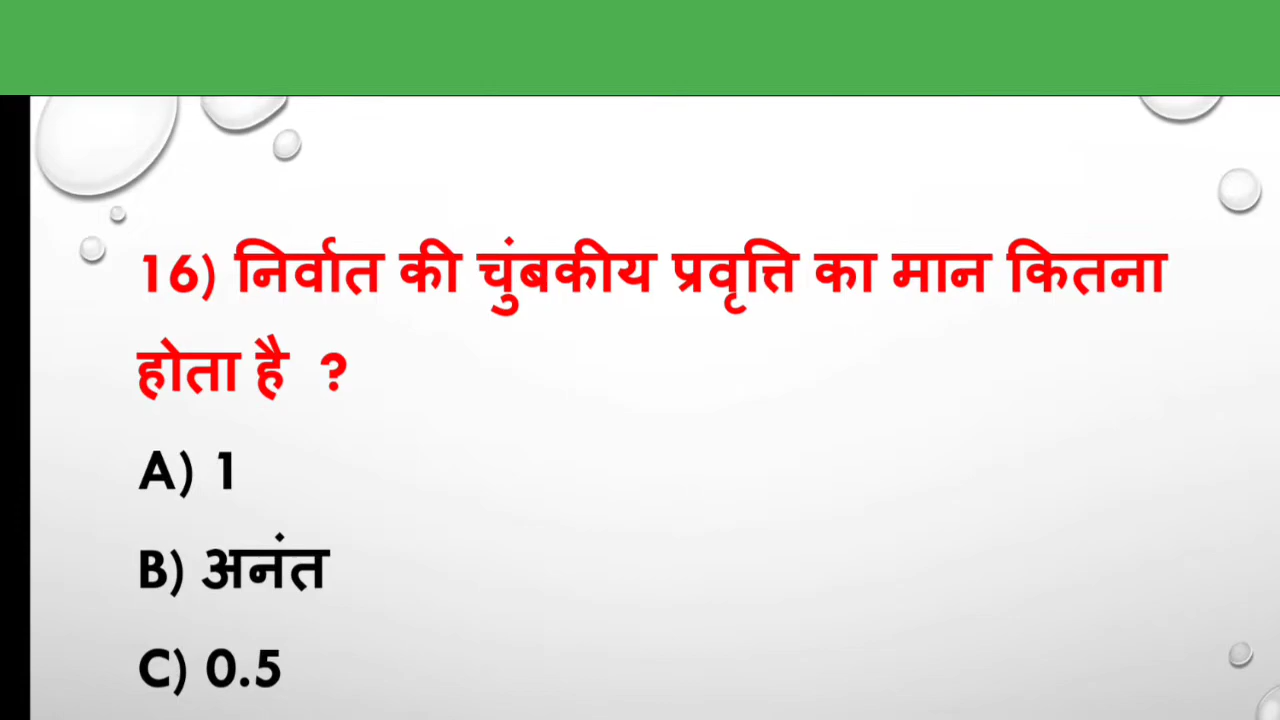 16) निर्वात की चुंबकीय प्रवृत्ति का मान कितना
होता है ?
A) 1
B) अनंत
C) 0.5